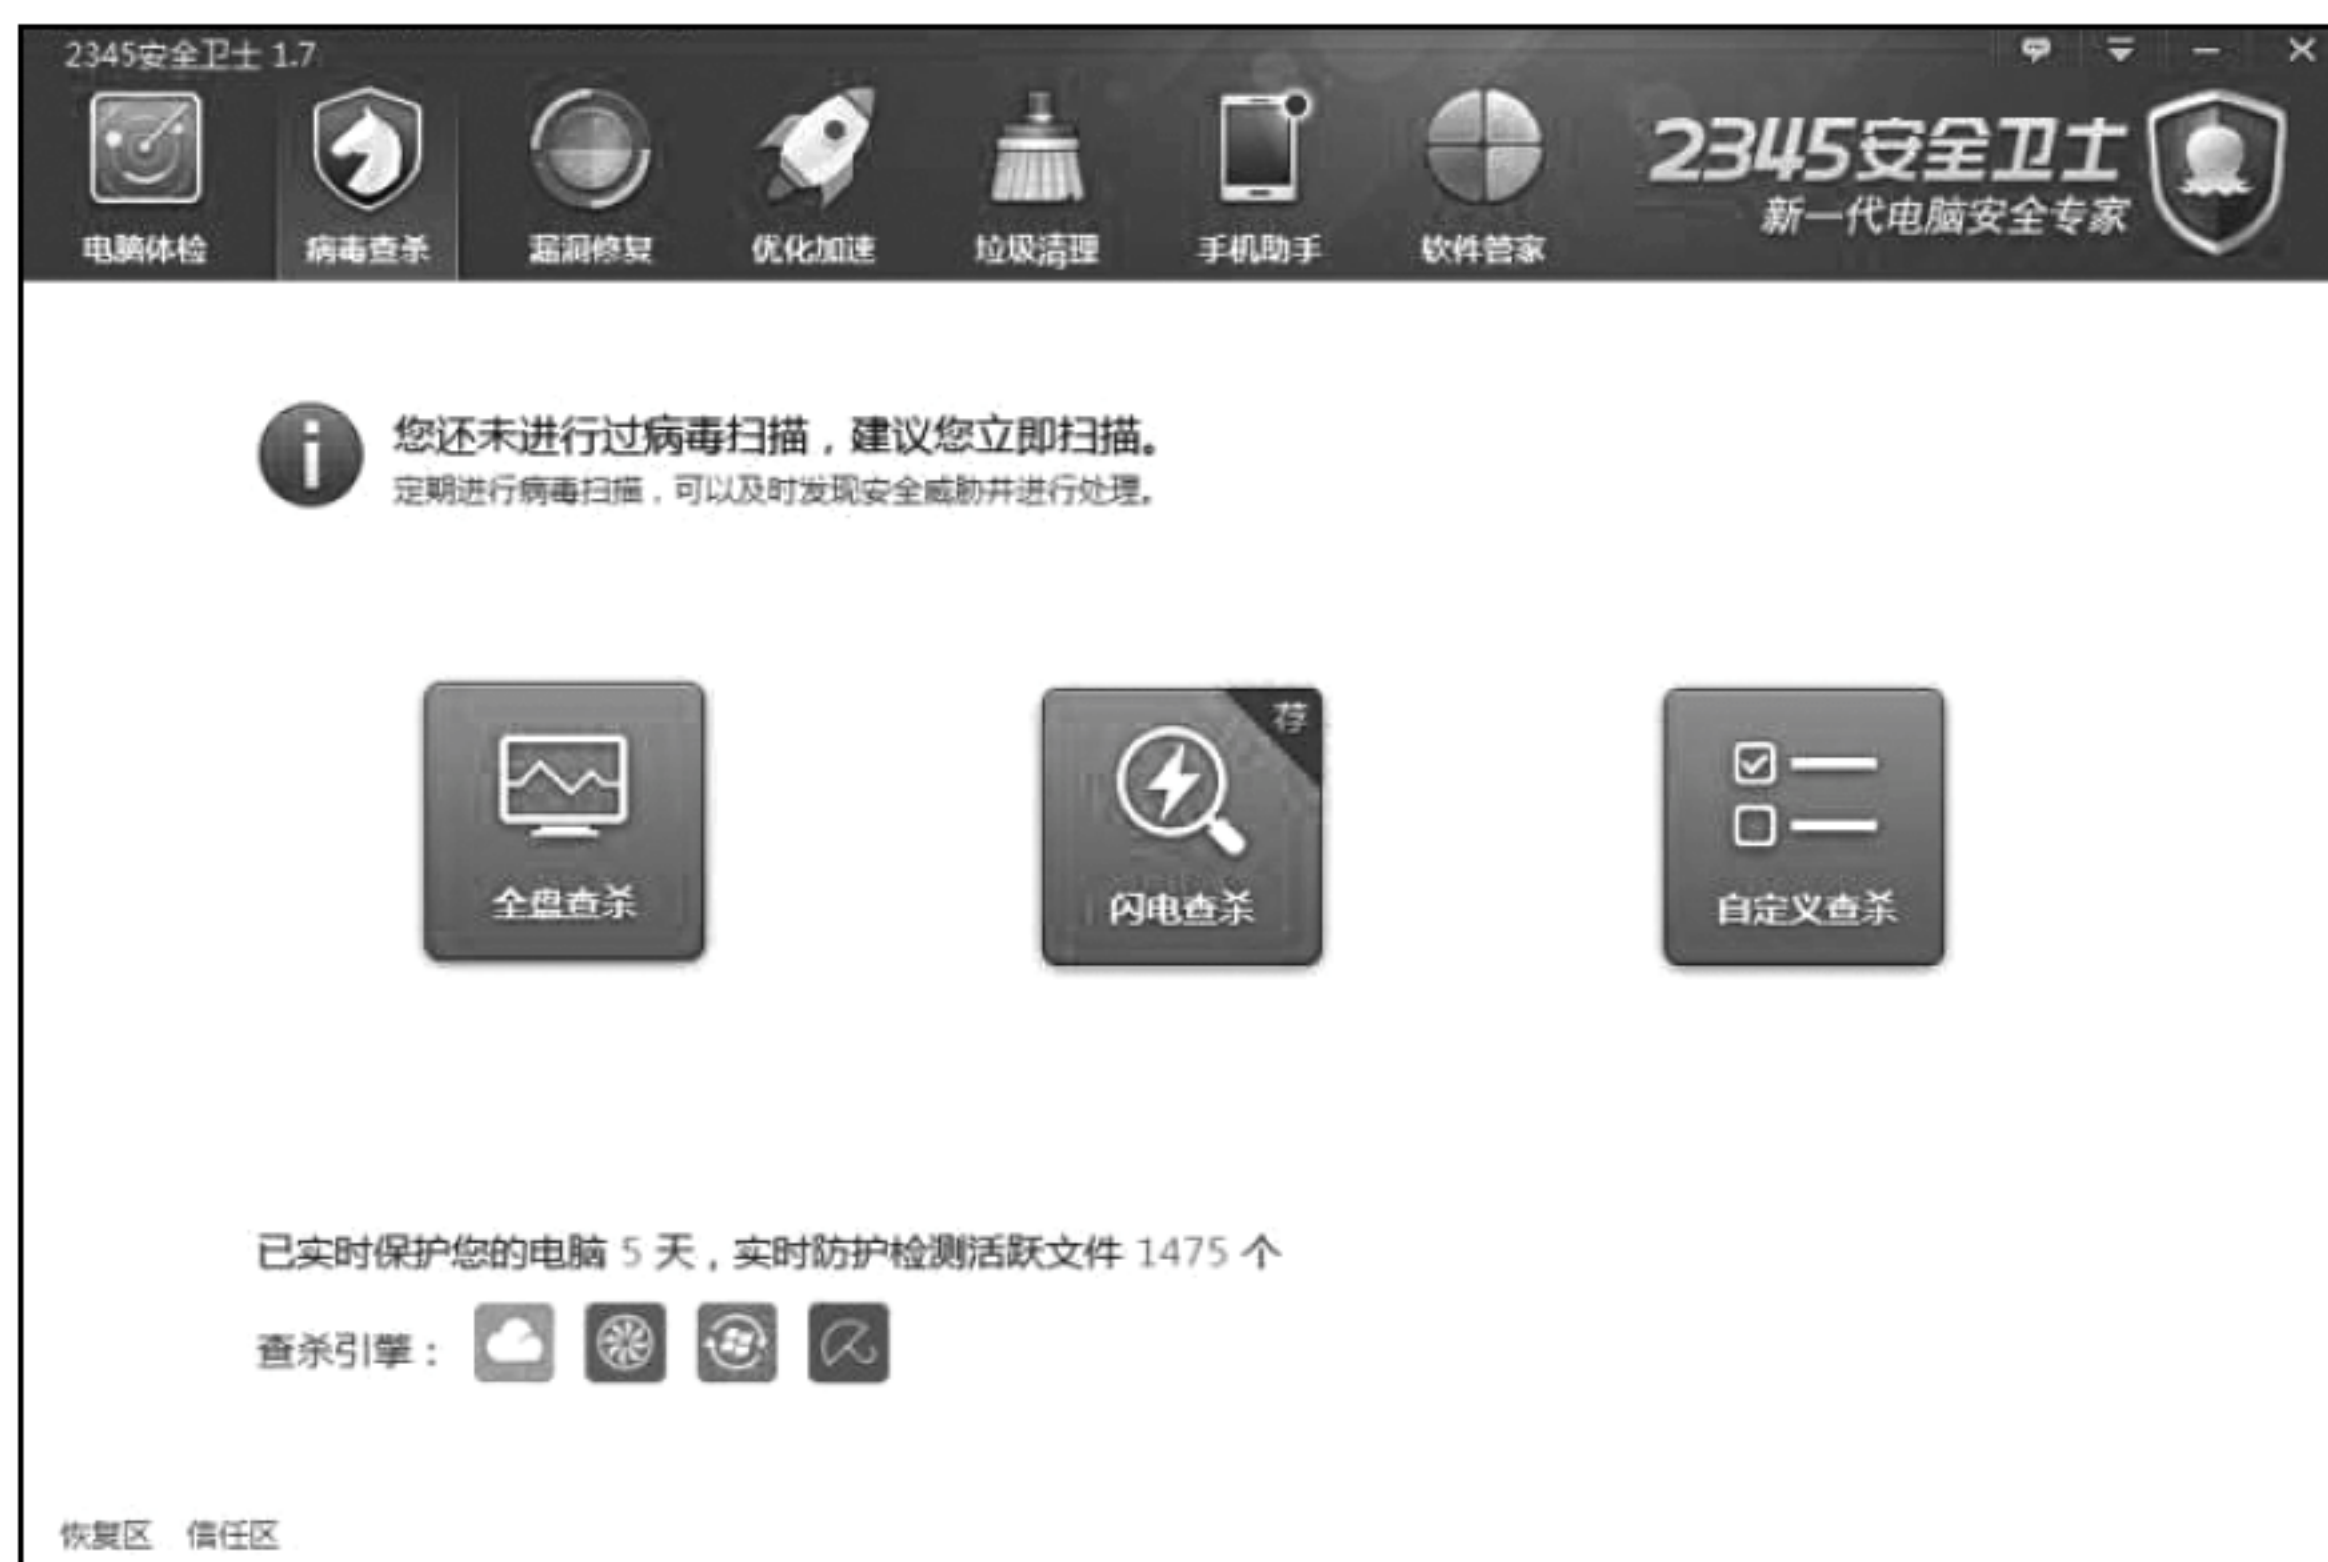 2345安全卫士 1.7
电脑体检 病毒查杀 漏洞修复 优化加速 垃圾清理 手机助手 软件管家
2345安全卫士
新一代电脑安全专家
您还未进行过病毒扫描，建议您立即扫描。
定期进行病毒扫描，可以及时发现安全威胁并进行处理。
荐
全盘查杀 闪电查杀 自定义查杀
已实时保护您的电脑 5 天，实时防护检测活跃文件 1475 个
查杀引擎：
恢复区 信任区